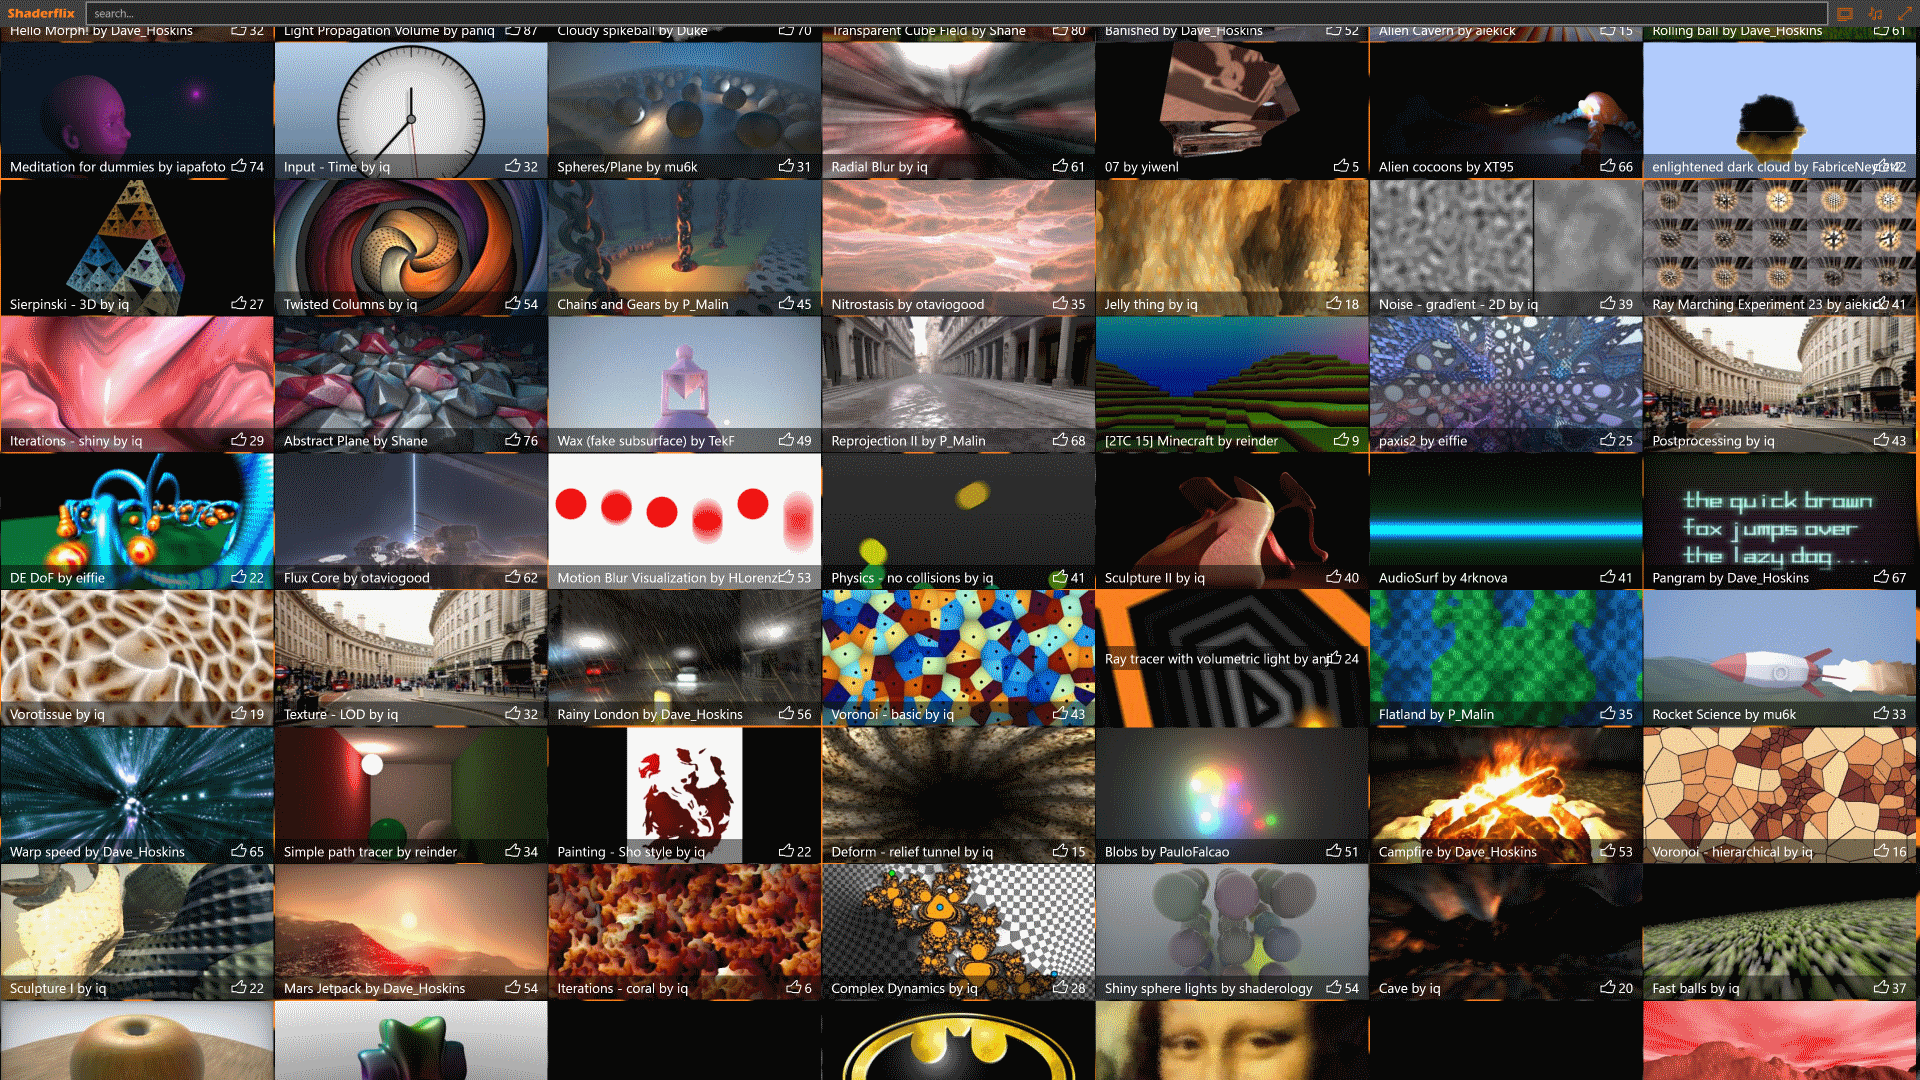 Shaderflix
search...
Hello Morph! by Dave_Hoskins 32
Light Propagation Volume by paniq 87
Cloudy spikeball by Duke 70
Transparent Cube Field by Shane 80
Banished by Dave_Hoskins 52
Alien Cavern by aiekick 15
Rolling ball by Dave_Hoskins 61
Meditation for dummies by iapafoto 74
Input - Time by iq 32
Spheres/Plane by mu6k 31
Radial Blur by iq 61
07 by yiwenl 5
Alien cocoons by XT95 66
enlightened dark cloud by
Sierpinski - 3D by iq 27
Twisted Columns by iq 54
Chains and Gears by P_Malin 45
Nitrostasis by otaviogood 35
Jelly thing by iq 18
Noise - gradient - 2D by iq 39
Ray Marching Experiment 23 by 41
Iterations - shiny by iq 29
Abstract Plane by Shane 76
Wax (fake subsurface) by TekF 49
Reprojection II by P_Malin 68
[2TC 15] Minecraft by reinder 9
paxis2 by eiffie 25
Postprocessing by iq 43
DE DoF by eiffie 22
Flux Core by otaviogood 62
Motion Blur Visualization by HLorenzi 53
Physics - no collisions by iq 41
Sculpture II by iq 40
AudioSurf by 4rknova 41
the quick brown
fox jumps over
the lazy dog...
Pangram by Dave_Hoskins 67
Vorotissue by iq 19
Texture - LOD by iq 32
Rainy London by Dave_Hoskins 56
Voronoi - basic by iq 43
Ray tracer with volumetric light by 24
Flatland by P_Malin 35
Rocket Science by mu6k 33
Warp speed by Dave_Hoskins 65
Simple path tracer by reinder 34
Painting - Sho style by iq 22
Deform - relief tunnel by iq 15
Blobs by PauloFalcao 51
Campfire by Dave_Hoskins 53
Voronoi - hierarchical by iq 16
Sculpture I by iq 22
Mars Jetpack by Dave_Hoskins 54
Iterations - coral by iq 6
Complex Dynamics by iq 28
Shiny sphere lights by shaderology 54
Cave by iq 20
Fast balls by iq 37